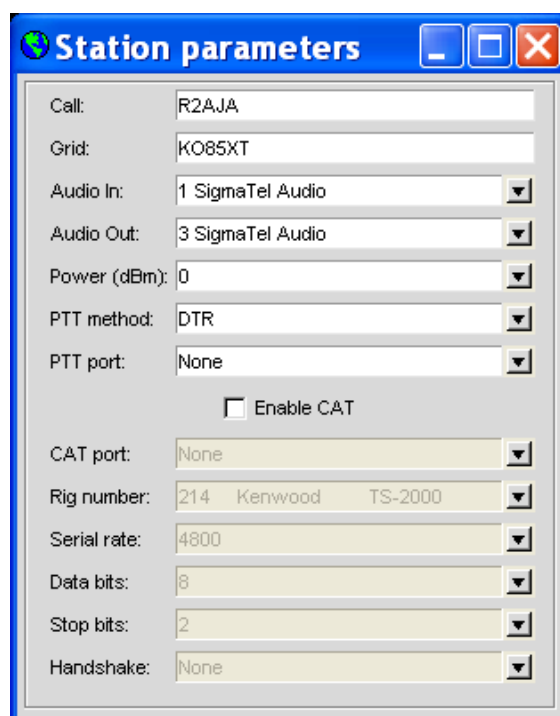 Station parameters
Call: R2AJA
Grid: KO85XT
Audio In: 1 SigmaTel Audio
Audio Out: 3 SigmaTel Audio
Power (dBm): 0
PTT method: DTR
PTT port: None
Enable CAT
CAT port: None
Rig number: 214 Kenwood TS-2000
Serial rate: 4800
Data bits: 8
Stop bits: 2
Handshake: None